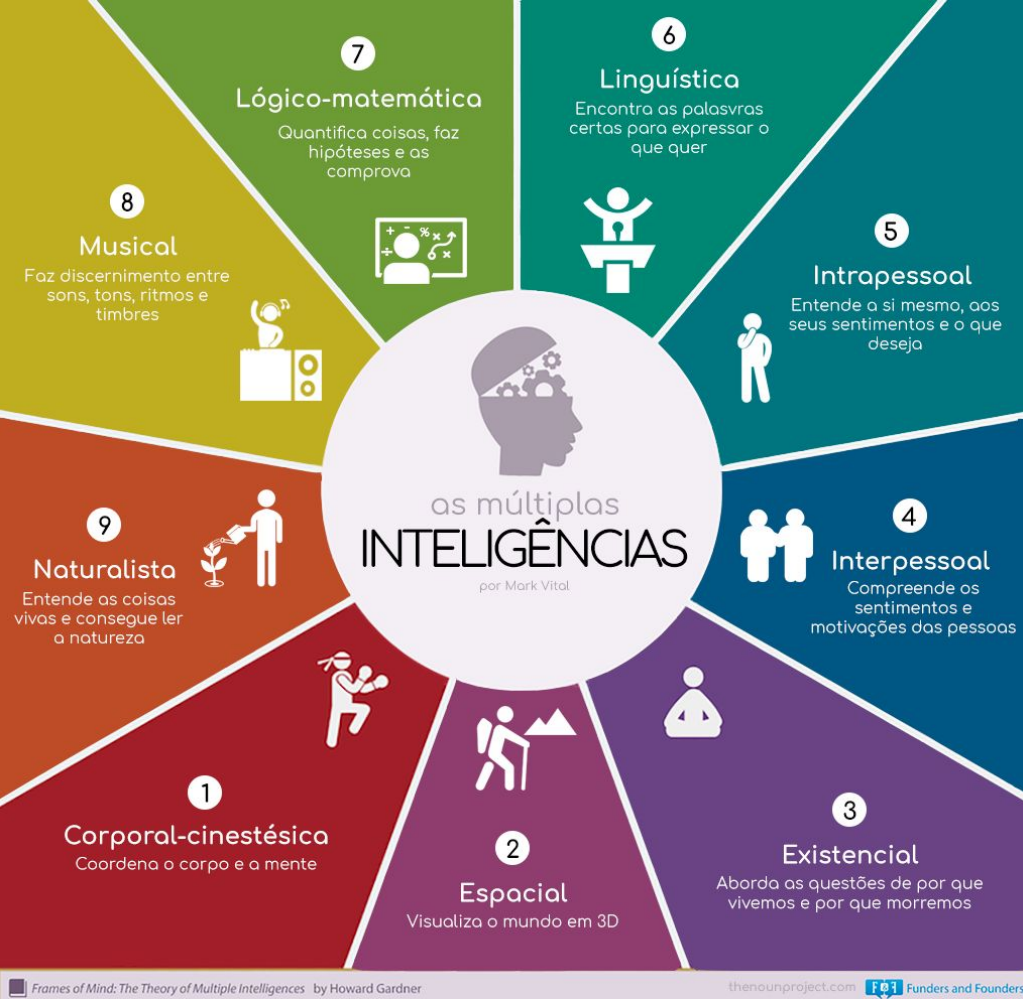 7
Lógico-matemática
Quantifica coisas, faz
hipóteses e as
comprova
6
Linguística
Encontra as palasvras
certas para expressar o
que quer
8
Musical
Faz discernimento entre
sons, tons, ritmos e
timbres
5
Intrapessoal
Entende a si mesmo, aos
seus sentimentos e o que
deseja
as múltiplas
INTELIGÊNCIAS
por Mark Vital
9
Naturalista
Entende as coisas
vivas e consegue ler
a natureza
4
Interpessoal
Compreende os
sentimentos e
motivações das pessoas
1
Corporal-cinestésica
Coordena o corpo e a mente
2
Espacial
Visualiza o mundo em 3D
3
Existencial
Aborda as questões de por que
vivemos e por que morremos
Frames of Mind: The Theory of Multiple Intelligences by Howard Gardner
thenounproject.com
F&F Funders and Founders